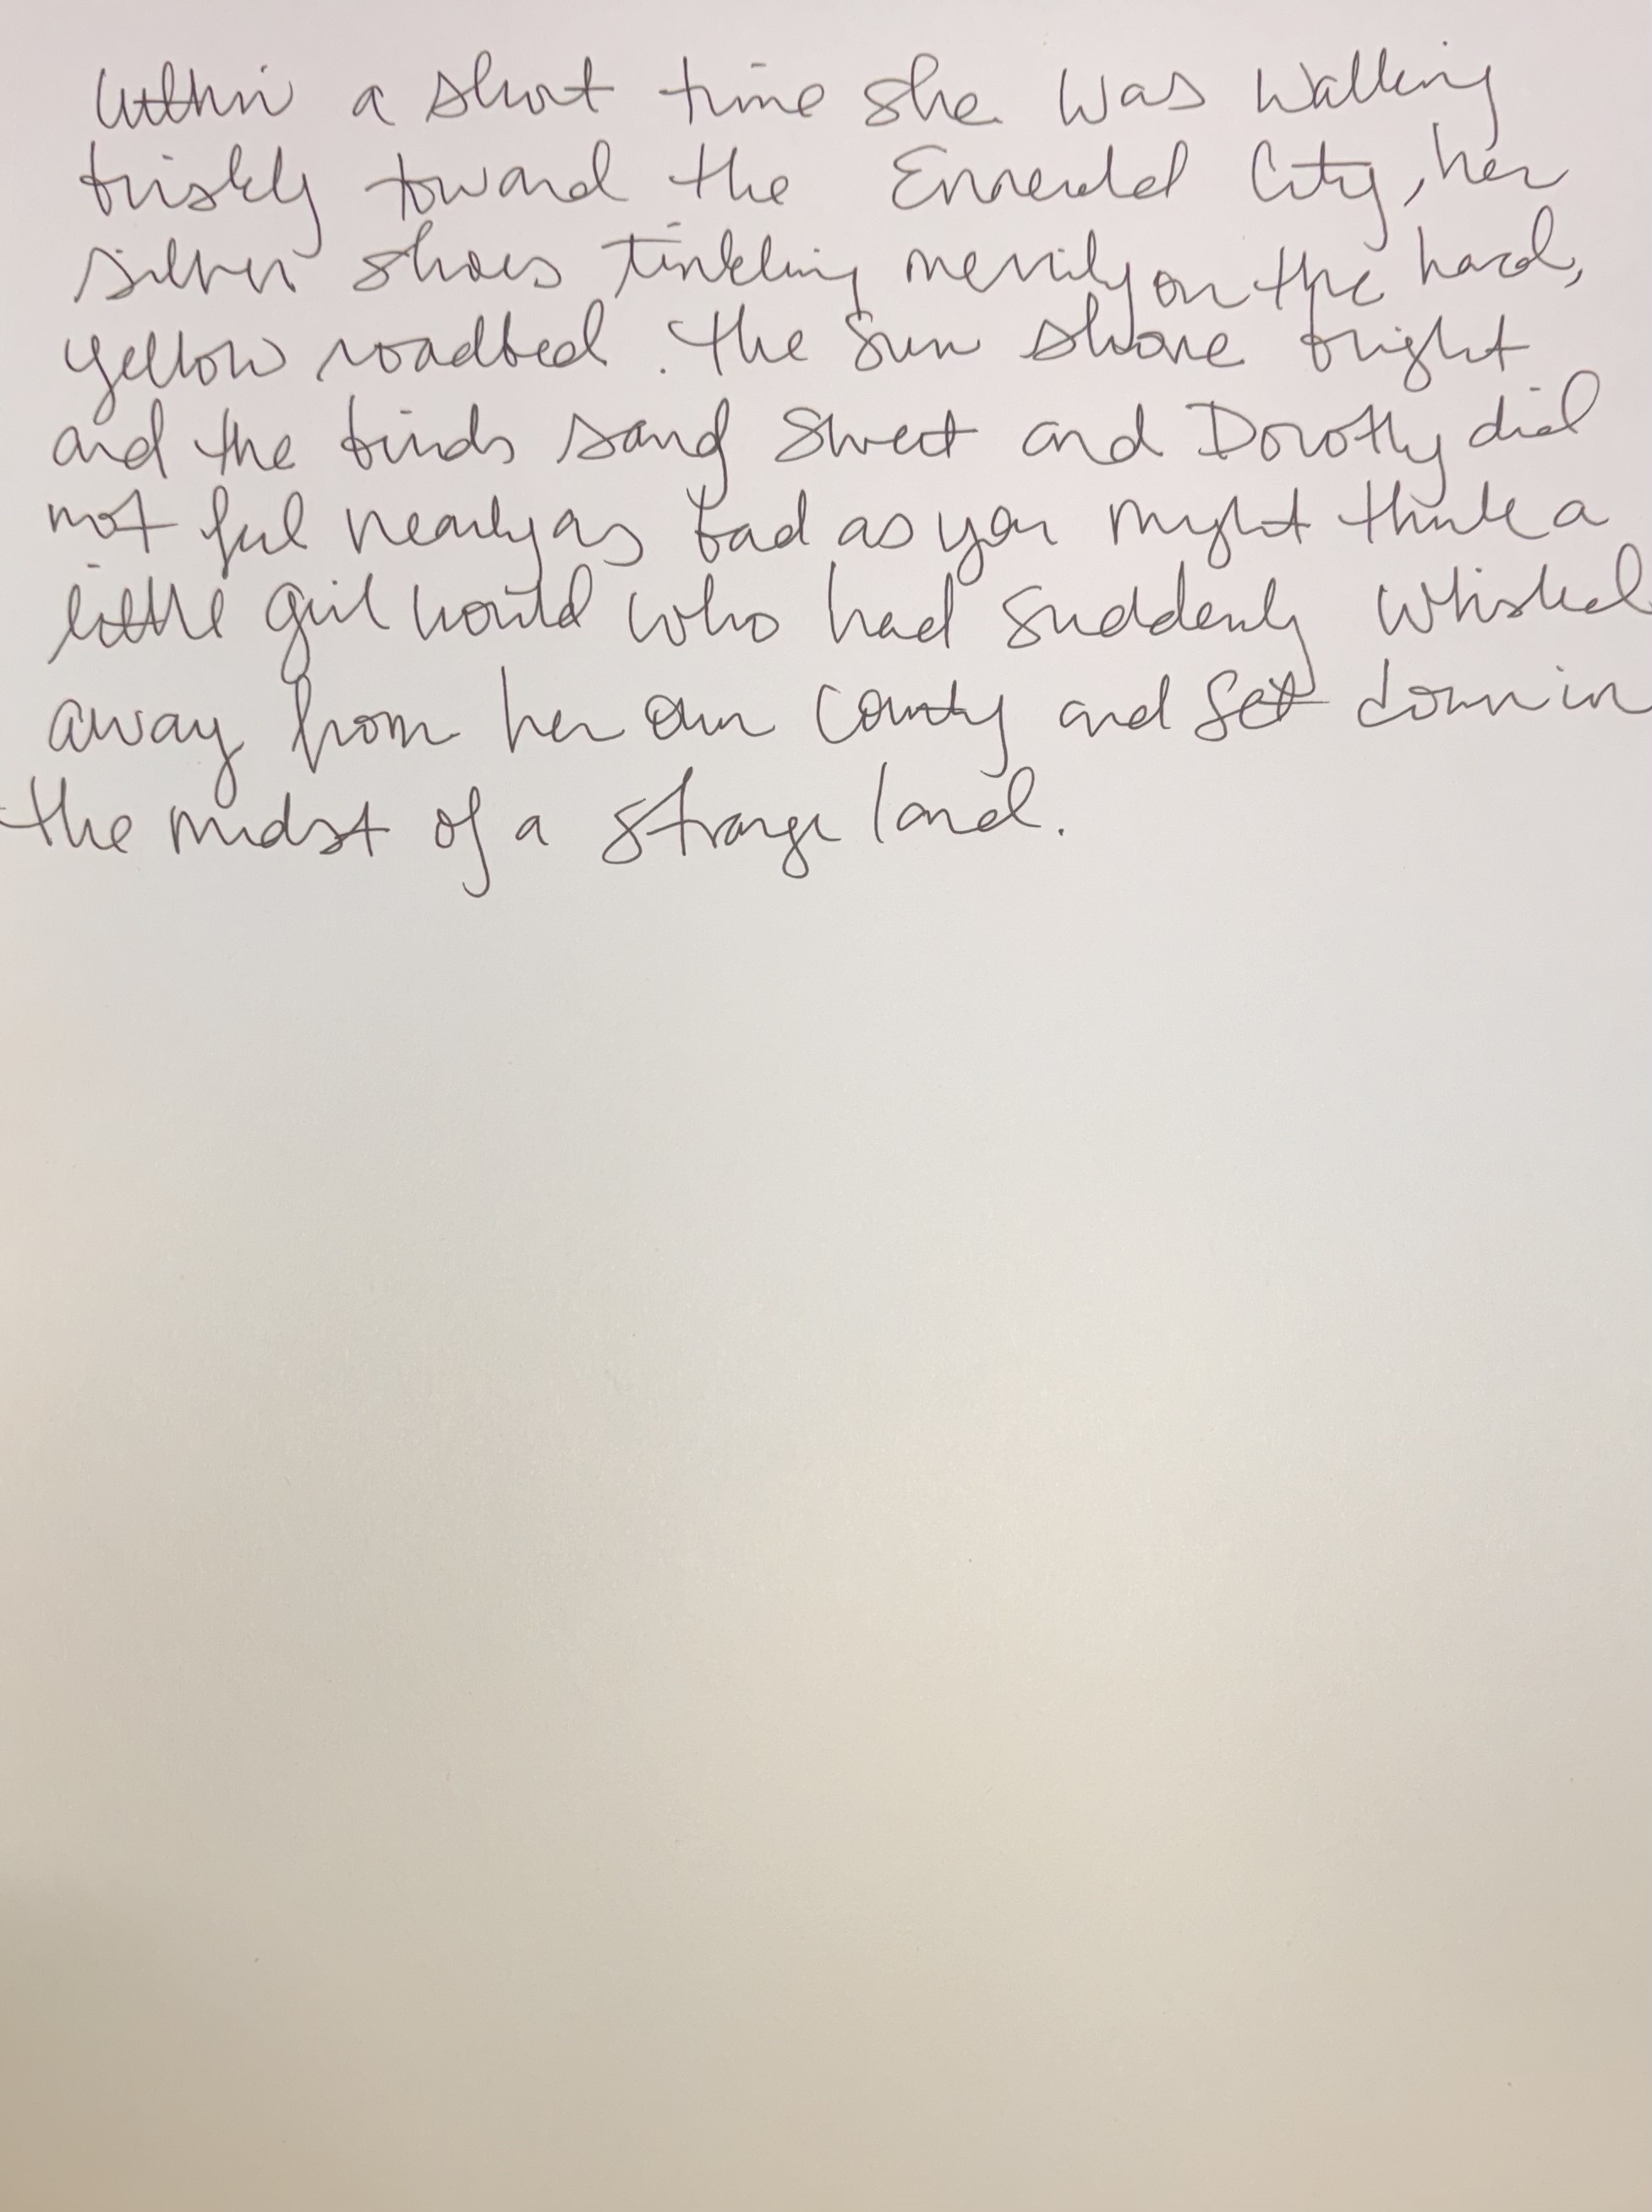 Within a short time she was walking
briskly toward the Emerald City, her
silver shoes tinkling merrily on the hard,
yellow roadbed. The sun shone bright
and the birds sang sweet and Dorothy did
not feel nearly as bad as you might think a
little girl would who had suddenly whisked
away from her own country and set down in
the midst of a strange land.